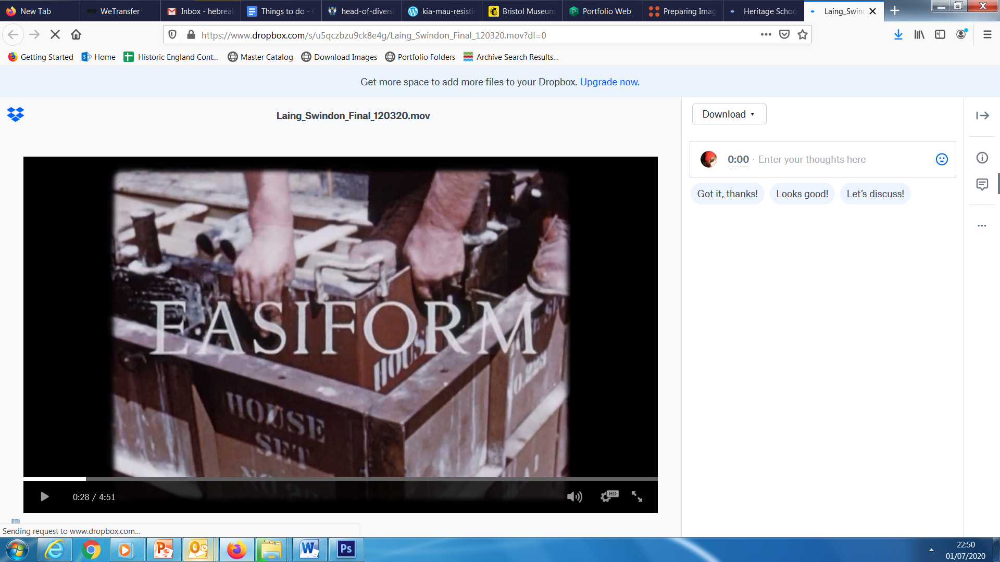 New Tab
WeTransfer
Inbox - hebreak
Things to do -
head-of-diversi
kia-mau-resistin
Bristol Museum
Portfolio Web
Preparing Imag
Heritage Schoo
Laing_Swind
https://www.dropbox.com/s/u5qczbzu9ck8e4g/Laing_Swindon_Final_120320.mov?dl=0
Getting Started
Home
Historic England Cont...
Master Catalog
Download Images
Portfolio Folders
Archive Search Results...
Get more space to add more files to your Dropbox. Upgrade now.
Laing_Swindon_Final_120320.mov
Download
0:00 · Enter your thoughts here
Got it, thanks!
Looks good!
Let's discuss!
EASIFORM
HOUSE
SET
0:28 / 4:51
HD
Sending request to www.dropbox.com...
22:50
01/07/2020